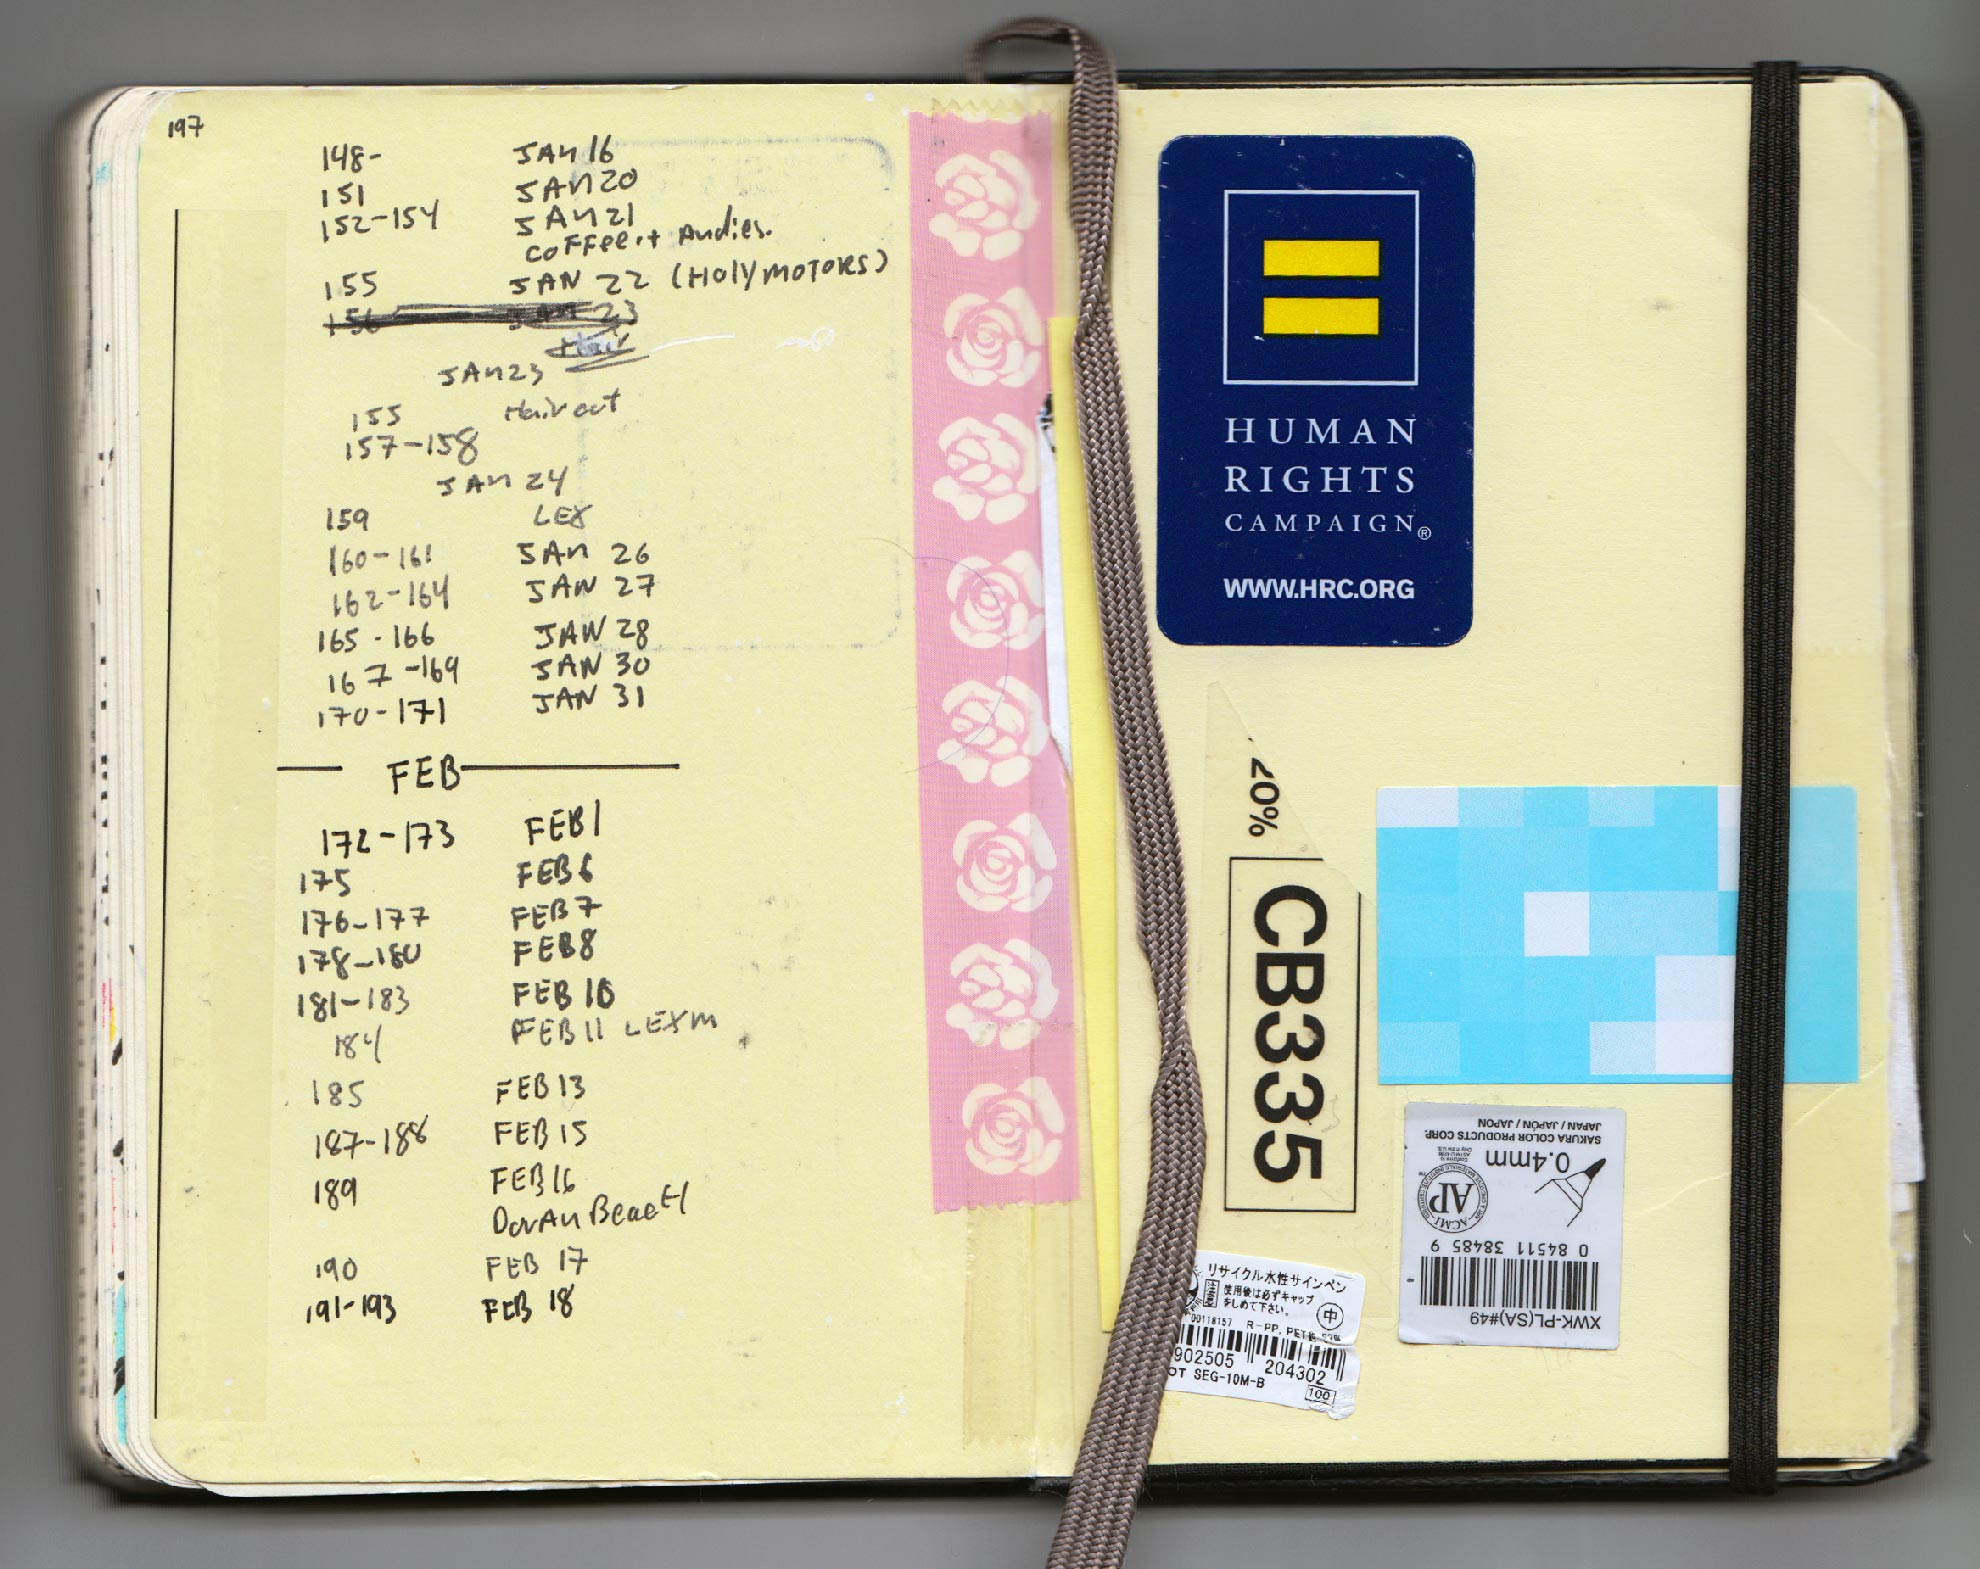 197
148- JAN 16
151 JAN 20
152-154 JAN 21
COFFEE + Audies.
155 JAN 22 (HOLY MOTORS)
156 JAN 23
Hair
JAN 23
155 Haircut
157-158
JAN 24
159 LEX
160-161 JAN 26
162-164 JAN 27
165-166 JAN 28
167-169 JAN 30
170-171 JAN 31
FEB
172-173 FEB 1
175 FEB 6
176-177 FEB 7
178-180 FEB 8
181-183 FEB 10
184 FEB 11 LEXM
185 FEB 13
187-188 FEB 15
189 FEB 16
Doran Beach
190 FEB 17
191-193 FEB 18
HUMAN
RIGHTS
CAMPAIGN®
WWW.HRC.ORG
20%
CB335
XWK-PL(SA)#49
0 84511 38485 9
AP
0.4mm
SAKURA COLOR PRODUCTS CORP.
JAPAN / JAPÓN / JAPON
リサイクル水性サインペン
使用後は必ずキャップ
をしめて下さい。
中
00118157 R-PP, PET
902505 204302
OT SEG-10M-B
100